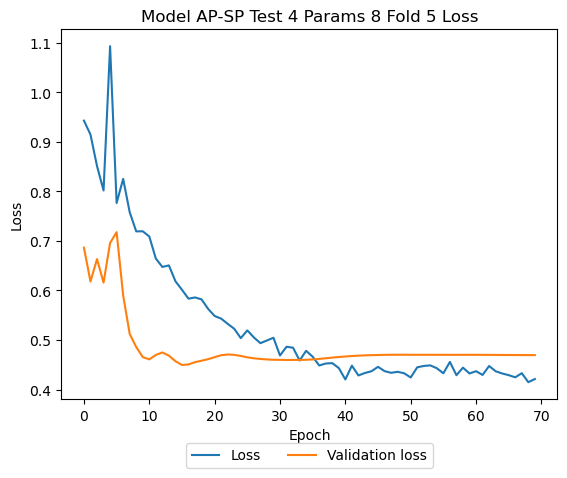 Model AP-SP Test 4 Params 8 Fold 5 Loss
1.1
1.0
0.9
0.8
0.7
0.6
0.5
0.4
Loss
0 10 20 30 40 50 60 70
Epoch
Loss Validation loss